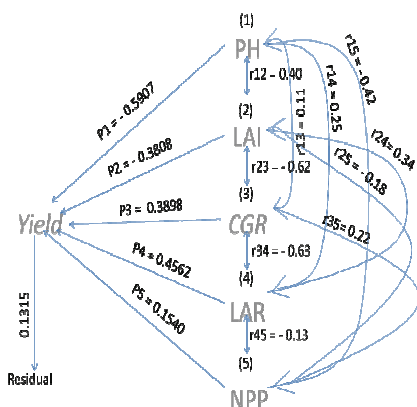 (1)
PH
P1 = - 0.5907
r12 – 0.40
r13 = 0.11
r14 = 0.25
r15 = - 0.42
(2)
LAI
P2 = - 0.3808
r23 = - 0.62
r25 = - 0.18
r24= 0.34
(3)
CGR
P3 = 0.3898
Yield
r34 = - 0.63
r35= 0.22
(4)
LAR
P4 = 0.4562
r45 = - 0.13
P5 = 0.1540
(5)
NPP
0.1315
Residual